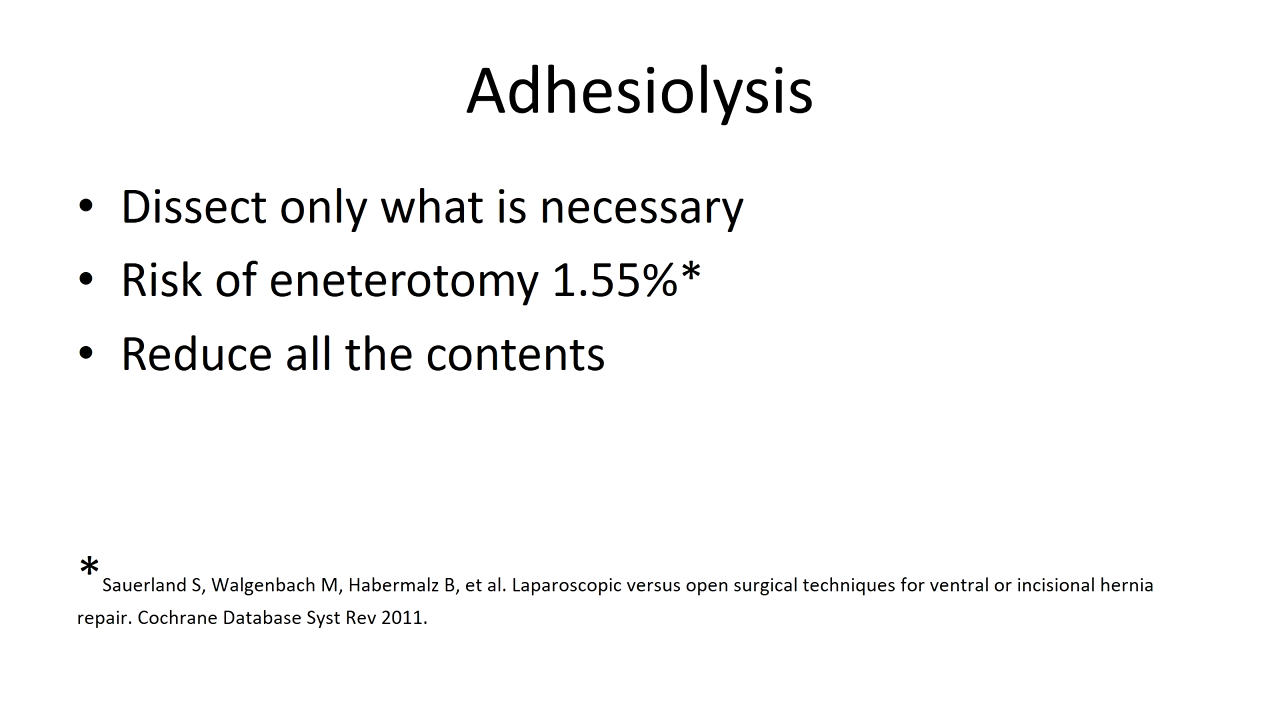 Adhesiolysis
• Dissect only what is necessary
• Risk of eneterotomy 1.55%*
• Reduce all the contents
*Sauerland S, Walgenbach M, Habermalz B, et al. Laparoscopic versus open surgical techniques for ventral or incisional hernia
repair. Cochrane Database Syst Rev 2011.